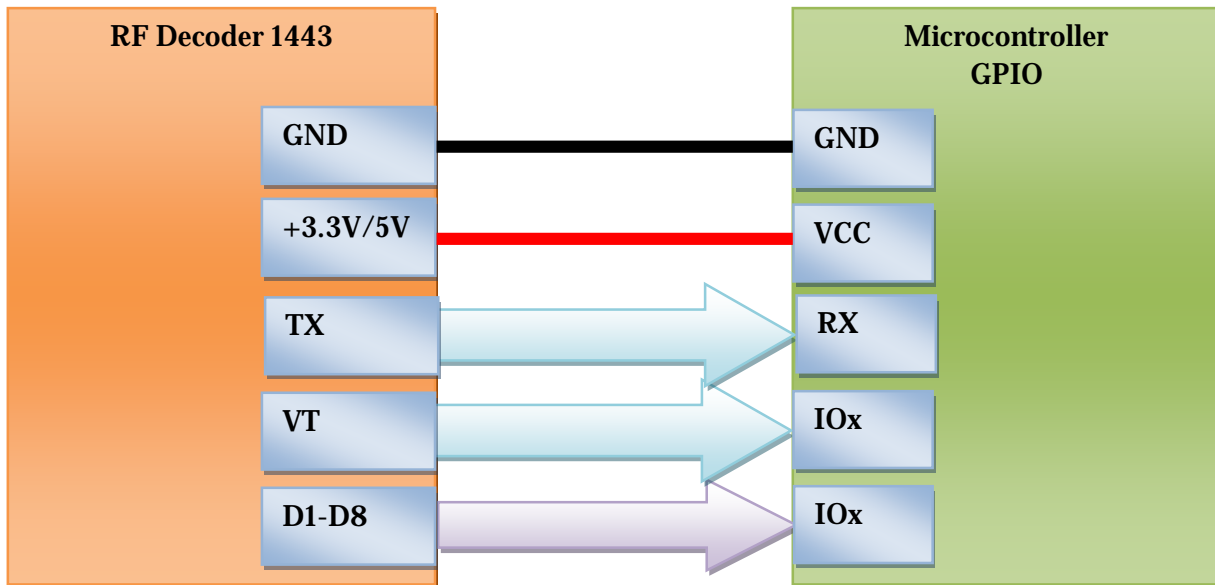 RF Decoder 1443
GND
+3.3V/5V
TX
VT
D1-D8
Microcontroller
GPIO
GND
VCC
RX
IOx
IOx